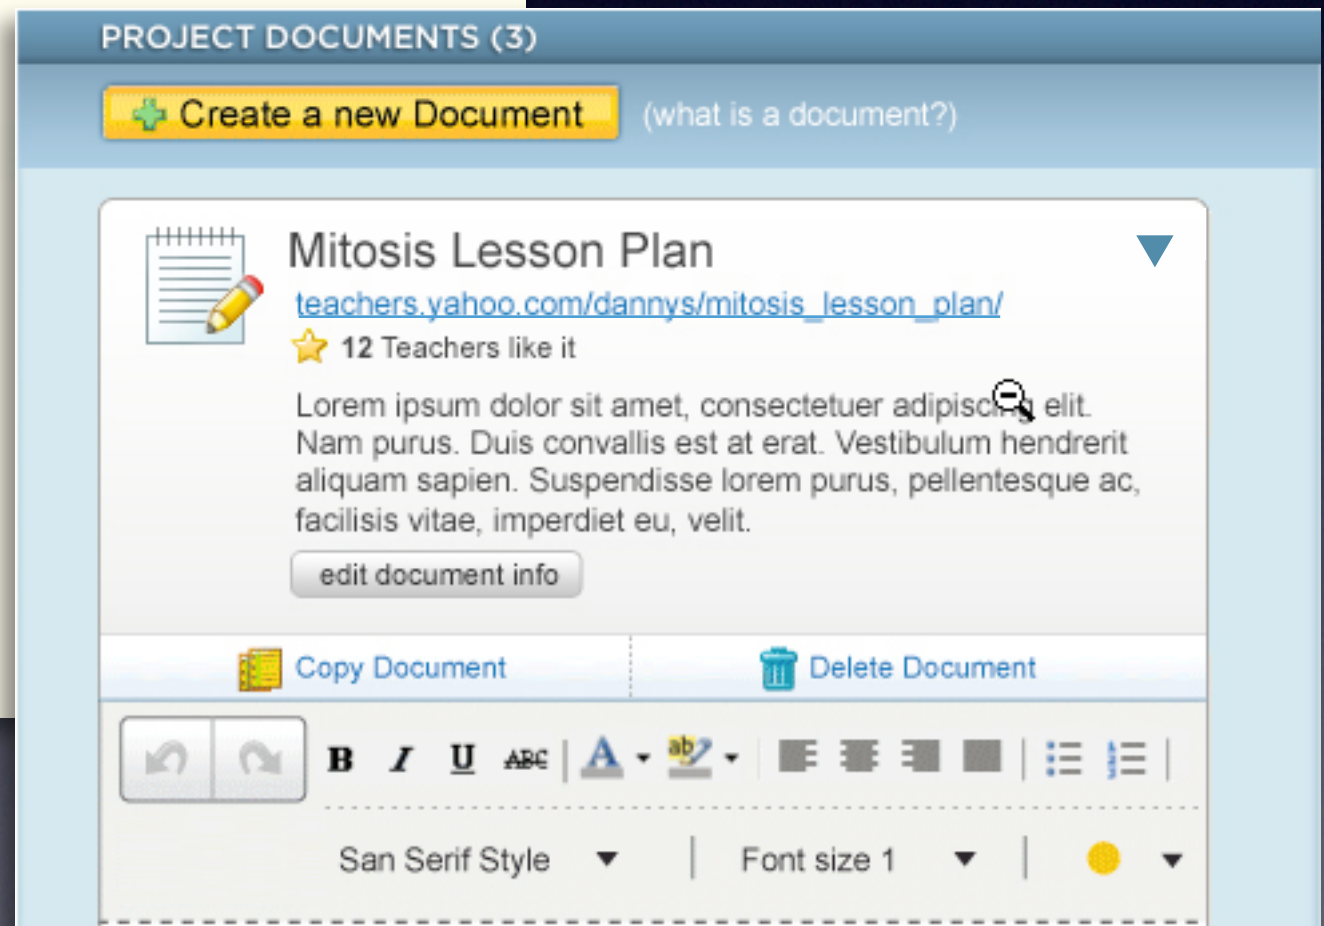 PROJECT DOCUMENTS (3)
Create a new Document (what is a document?)
Mitosis Lesson Plan
teachers.yahoo.com/dannys/mitosis_lesson_plan/
12 Teachers like it
Lorem ipsum dolor sit amet, consectetuer adipiscing elit.
Nam purus. Duis convallis est at erat. Vestibulum hendrerit
aliquam sapien. Suspendisse lorem purus, pellentesque ac,
facilisis vitae, imperdiet eu, velit.
edit document info
Copy Document Delete Document
B I U ABC A ab
San Serif Style Font size 1